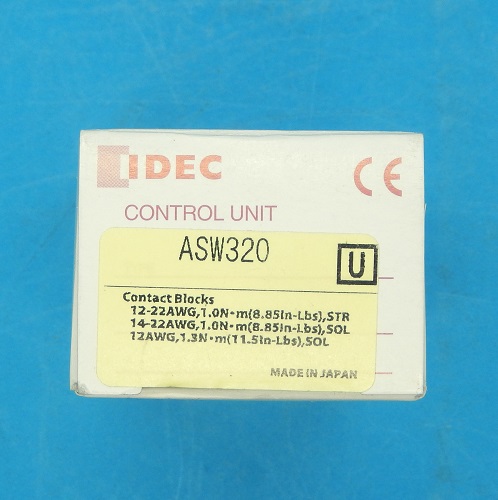 IDEC
CE
CONTROL UNIT
ASW320
U
Contact Blocks
12-22AWG,1.0N·m(8.85In-Lbs),STR
14-22AWG,1.0N·m(8.85In-Lbs),SOL
12AWG,1.3N·m(11.5In-Lbs),SOL
MADE IN JAPAN